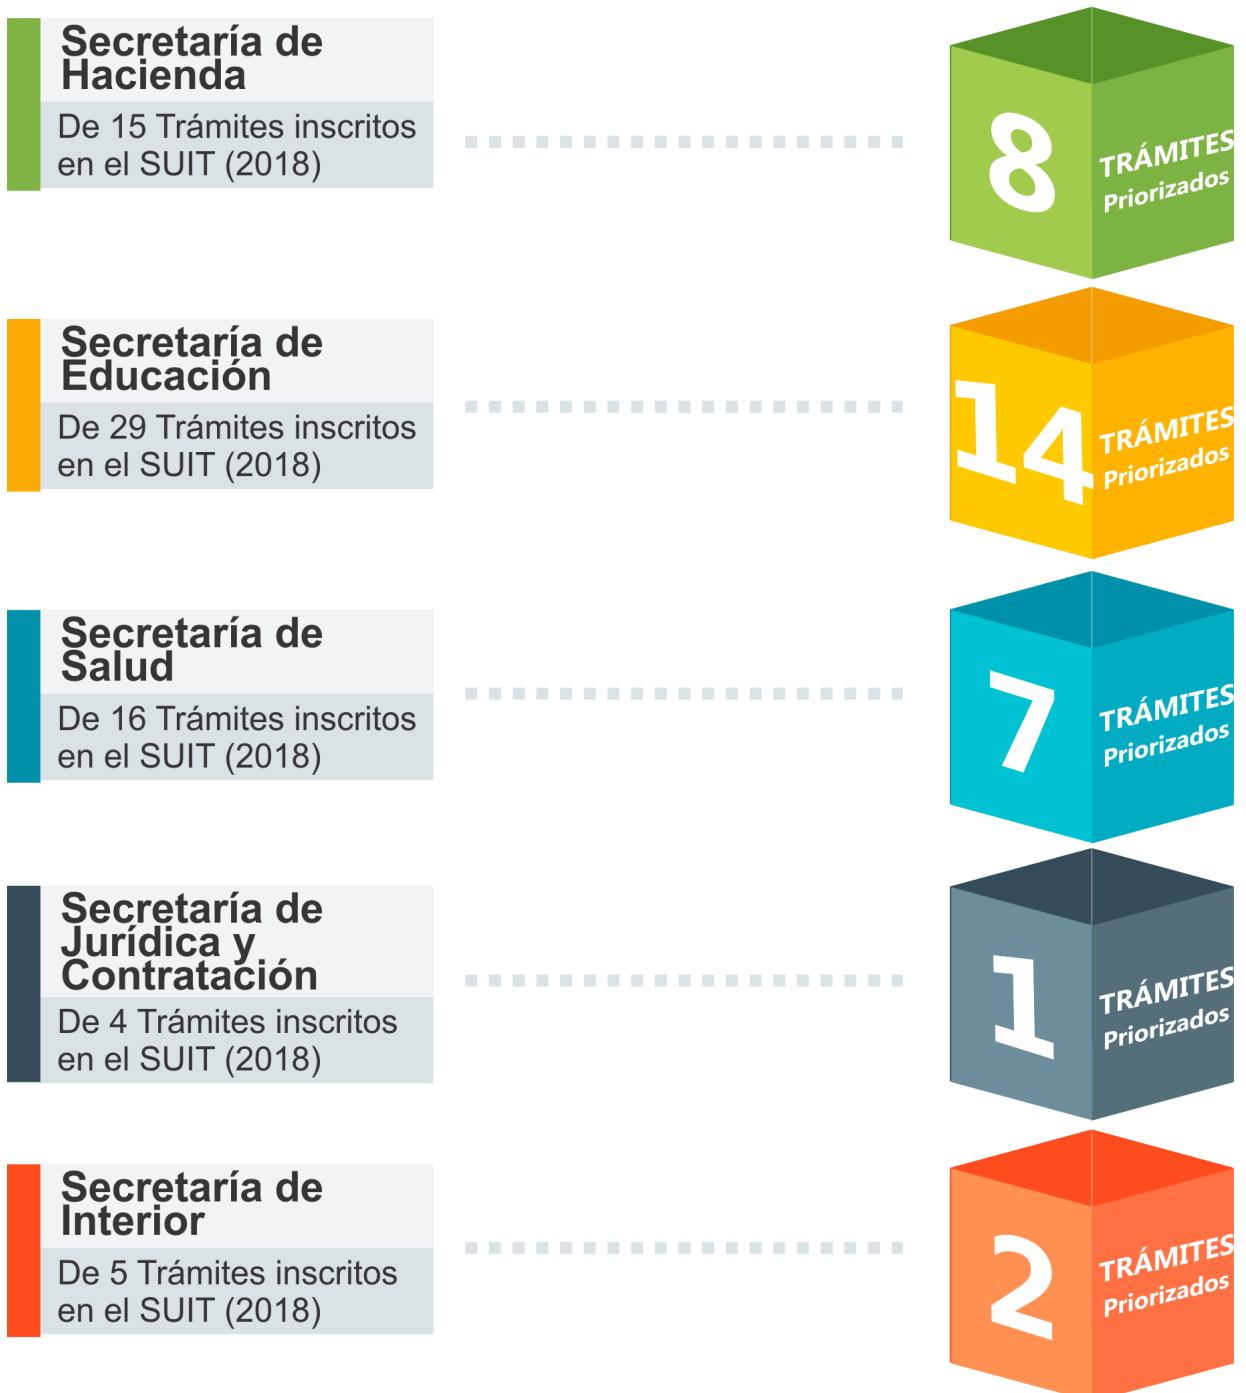 Secretaría de
Hacienda
De 15 Trámites inscritos
en el SUIT (2018)
8
TRÁMITES
Priorizados
Secretaría de
Educación
De 29 Trámites inscritos
en el SUIT (2018)
14
TRÁMITES
Priorizados
Secretaría de
Salud
De 16 Trámites inscritos
en el SUIT (2018)
7
TRÁMITES
Priorizados
Secretaría de
Jurídica y
Contratación
De 4 Trámites inscritos
en el SUIT (2018)
1
TRÁMITES
Priorizados
Secretaría de
Interior
De 5 Trámites inscritos
en el SUIT (2018)
2
TRÁMITES
Priorizados